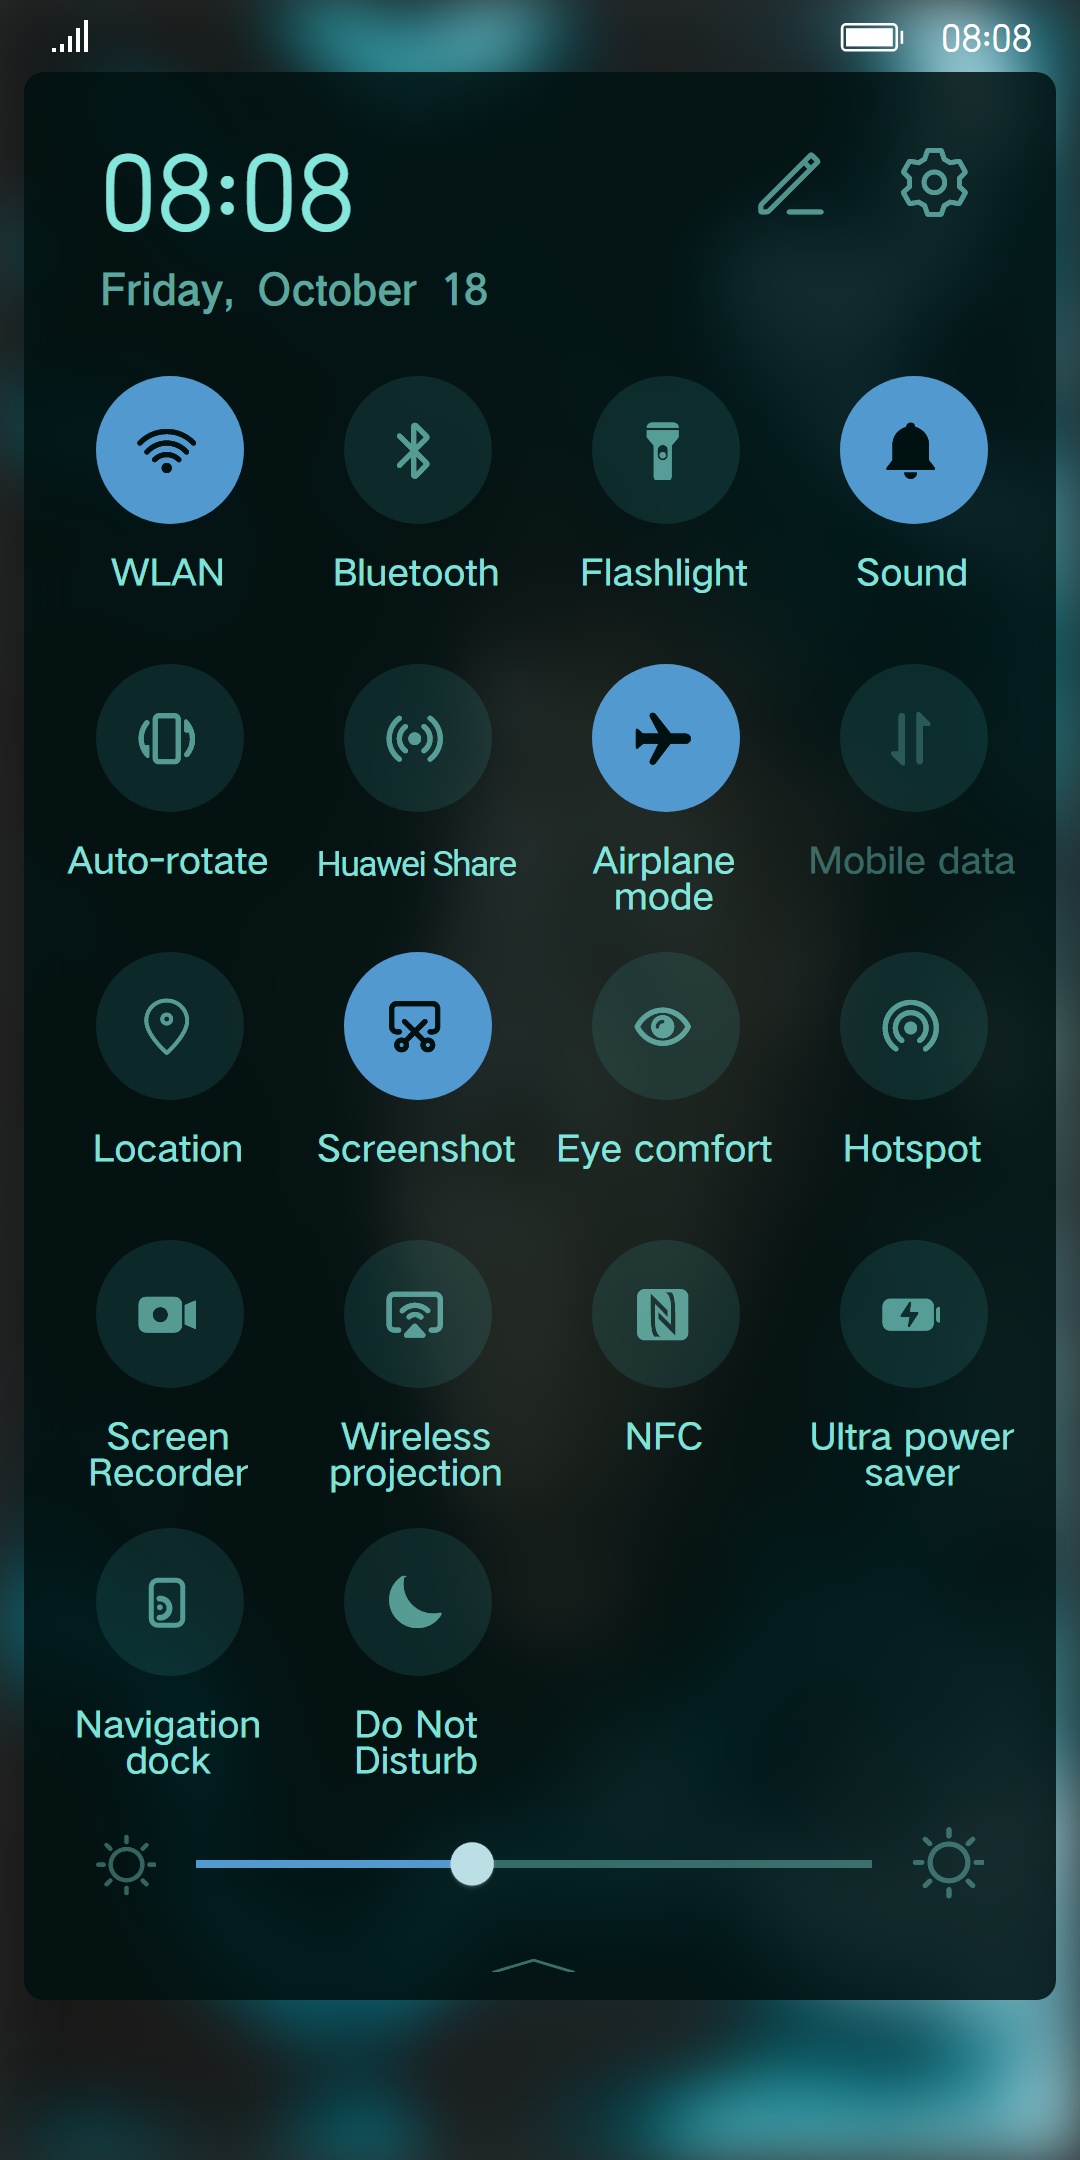 08:08
08:08
Friday, October 18
WLAN
Bluetooth
Flashlight
Sound
Auto-rotate
Huawei Share
Airplane
mode
Mobile data
Location
Screenshot
Eye comfort
Hotspot
Screen
Recorder
Wireless
projection
NFC
Ultra power
saver
Navigation
dock
Do Not
Disturb